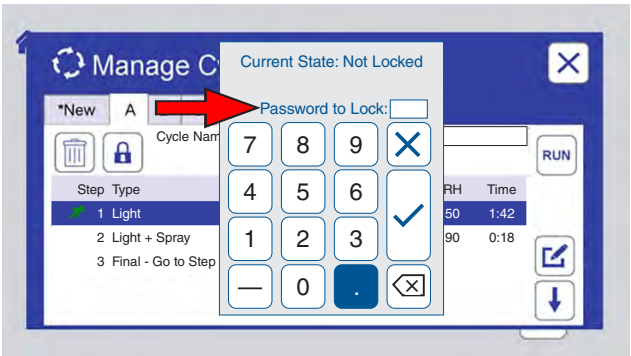 Manage C
Current State: Not Locked
*New A
Password to Lock:
Cycle Nam
7 8 9
RUN
Step Type RH Time
4 5 6
1 Light 50 1:42
2 Light + Spray 90 0:18
1 2 3
3 Final - Go to Step
— 0 .